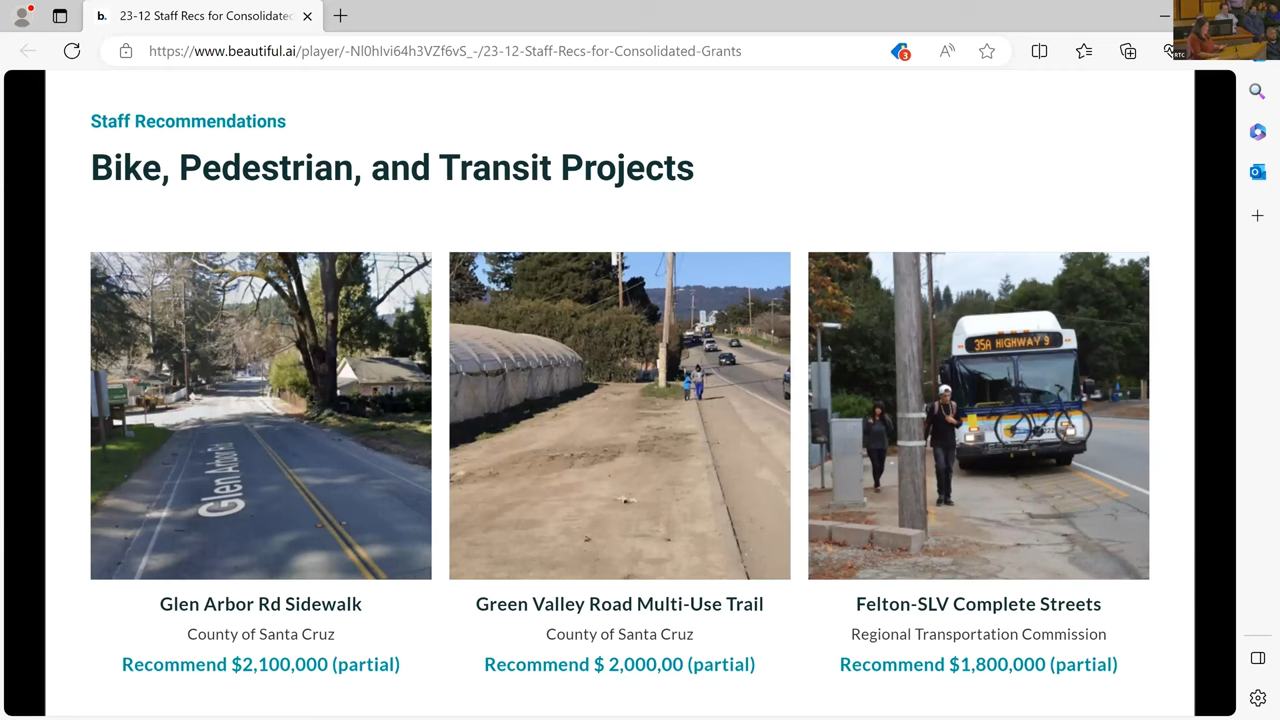 23-12 Staff Recs for Consolidated
https://www.beautiful.ai/player/-Nl0hIvi64h3VZf6vS_-/23-12-Staff-Recs-for-Consolidated-Grants
3
RTC
Staff Recommendations
Bike, Pedestrian, and Transit Projects
Glen Arbor Rd
35A HIGHWAY 9
Glen Arbor Rd Sidewalk
County of Santa Cruz
Recommend $2,100,000 (partial)
Green Valley Road Multi-Use Trail
County of Santa Cruz
Recommend $ 2,000,00 (partial)
Felton-SLV Complete Streets
Regional Transportation Commission
Recommend $1,800,000 (partial)